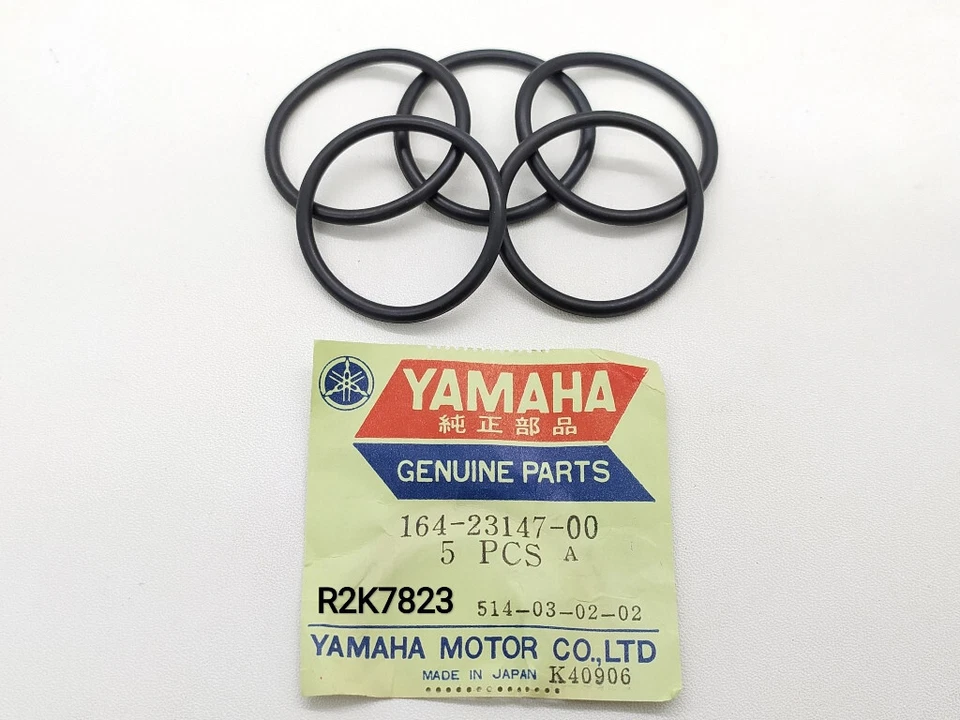 YAMAHA
純正部品
GENUINE PARTS
164-23147-00
5 PCS A
R2K7823 514-03-02-02
YAMAHA MOTOR CO.,LTD
MADE IN JAPAN K40906